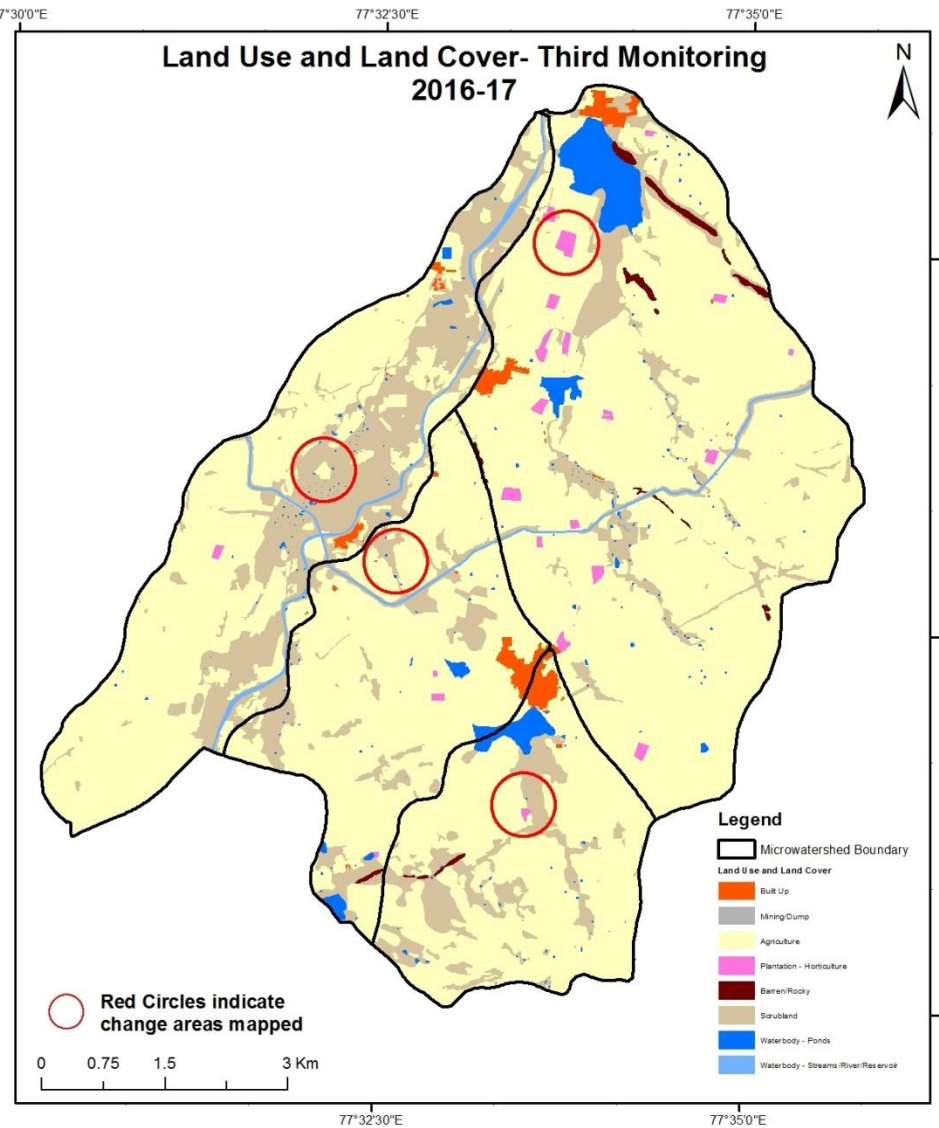 7°30'0"E
77°32'30"E
77°35'0"E
Land Use and Land Cover- Third Monitoring
2016-17
N
Legend
Microwatershed Boundary
Land Use and Land Cover
Built Up
Mining/Dump
Agriculture
Plantation - Horticulture
Barren/Rocky
Scrubland
Waterbody - Ponds
Waterbody - Streams/River/Reservoir
Red Circles indicate
change areas mapped
0 0.75 1.5 3 Km
77°32'30"E
77°35'0"E